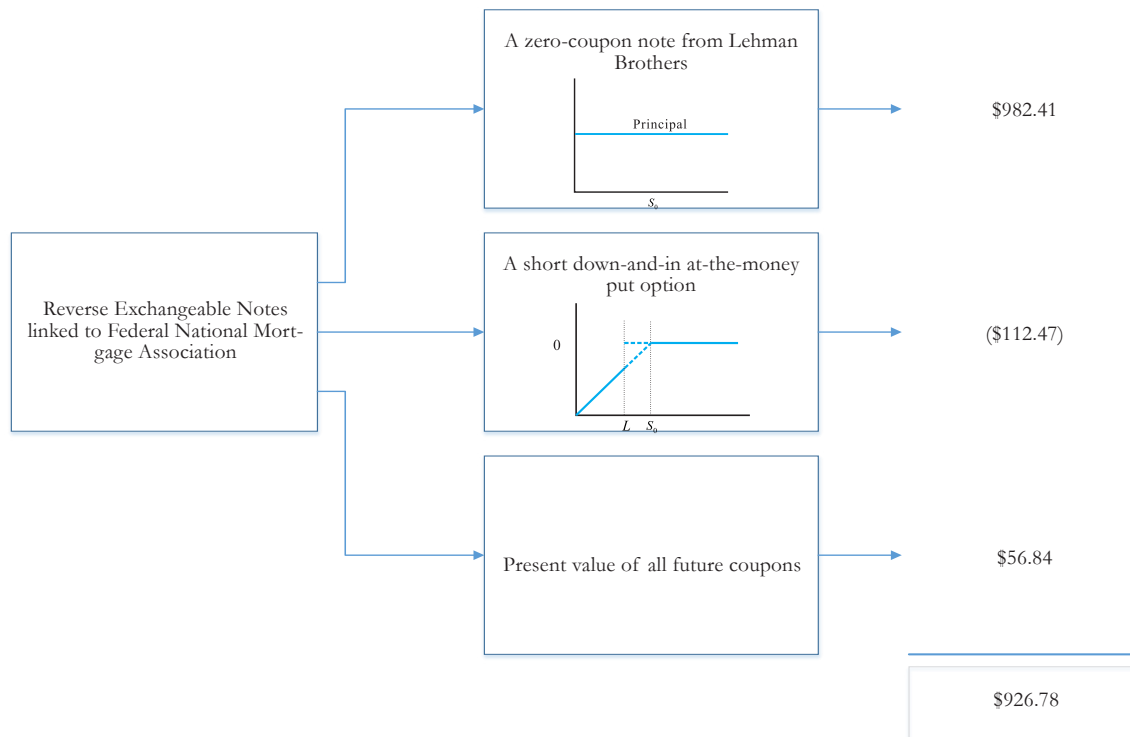 A zero-coupon note from Lehman
Brothers
Principal
S₀
$982.41
Reverse Exchangeable Notes
linked to Federal National Mort-
gage Association
A short down-and-in at-the-money
put option
0
L S₀
($112.47)
Present value of all future coupons
$56.84
$926.78